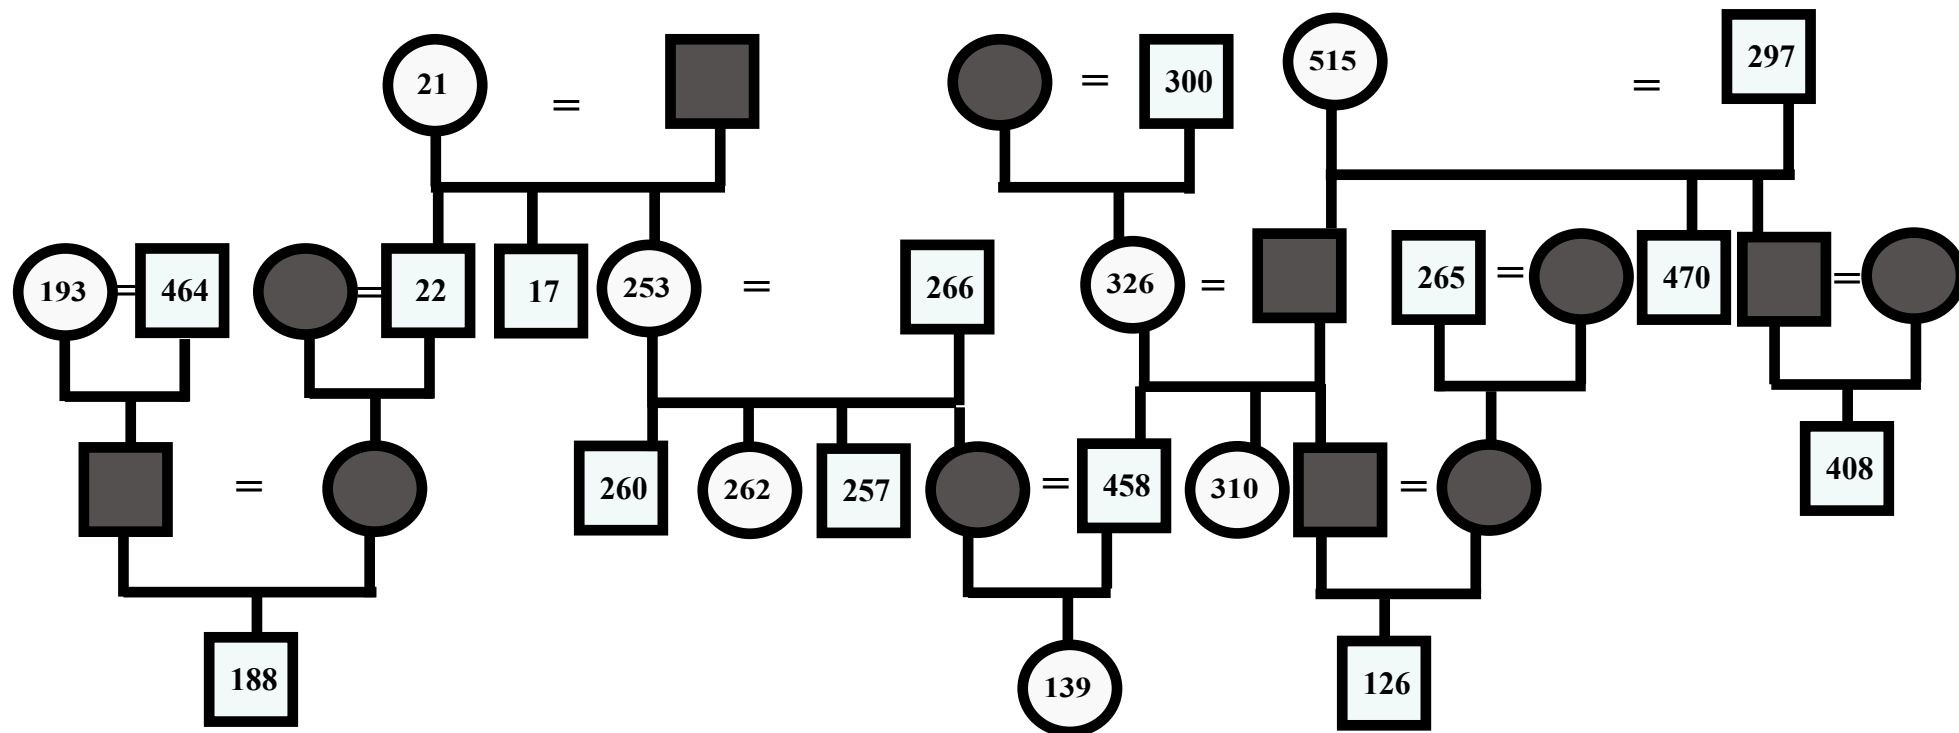 21 = = 300 515 = 297
193 = 464 = 22 17 253 = 266 326 = 265 = 470 =
= 260 262 257 = 458 310 = 408
188 139 126